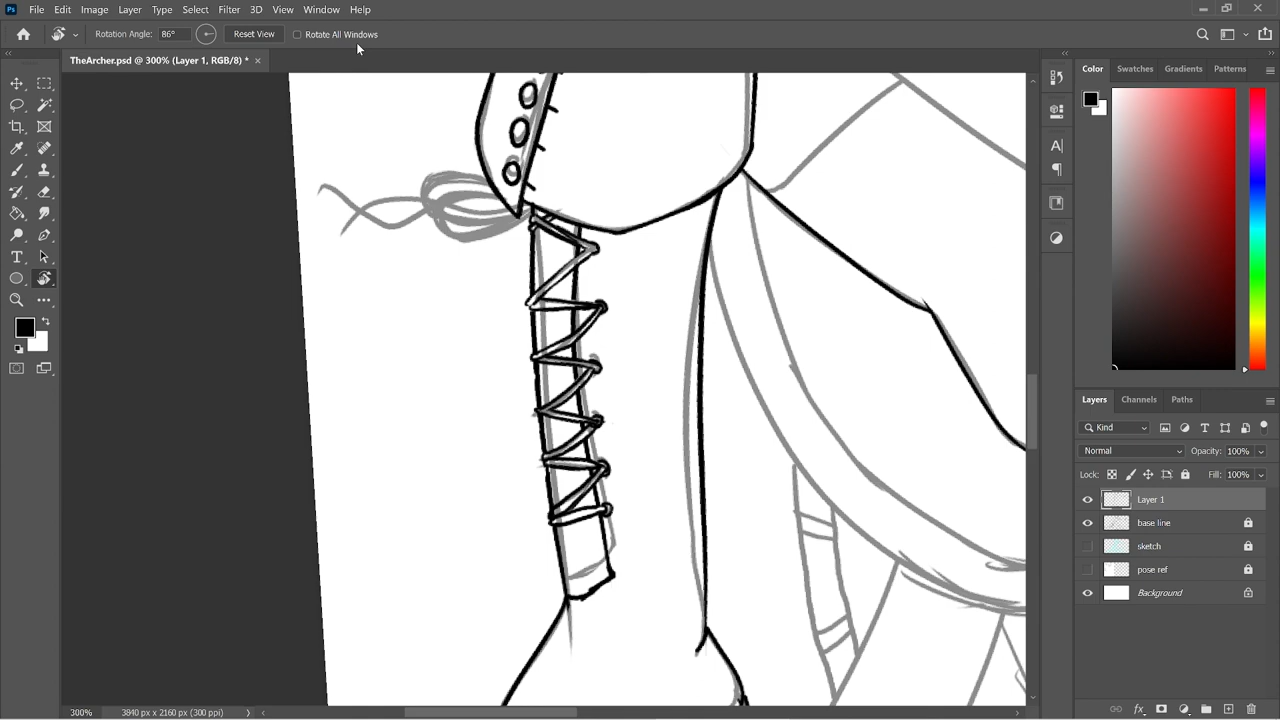 Ps File Edit Image Layer Type Select Filter 3D View Window Help
Rotation Angle: 86° Reset View Rotate All Windows
TheArcher.psd @ 300% (Layer 1, RGB/8) *
Color Swatches Gradients Patterns
Layers Channels Paths
Kind
Normal Opacity: 100%
Lock: Fill: 100%
Layer 1
base line
sketch
pose ref
Background
300% 3840 px x 2160 px (300 ppi)